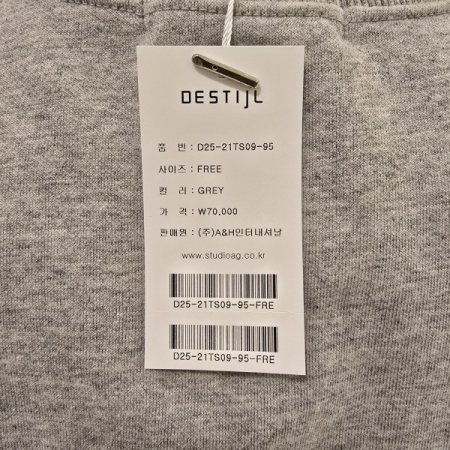 DESTIJL
품 번 : D25-21TS09-95
사이즈 : FREE
컬 러 : GREY
가 격 : ₩70,000
판매원 : (주)A&H인터내셔날
www.studioag.co.kr
D25-21TS09-95-FRE
D25-21TS09-95-FRE